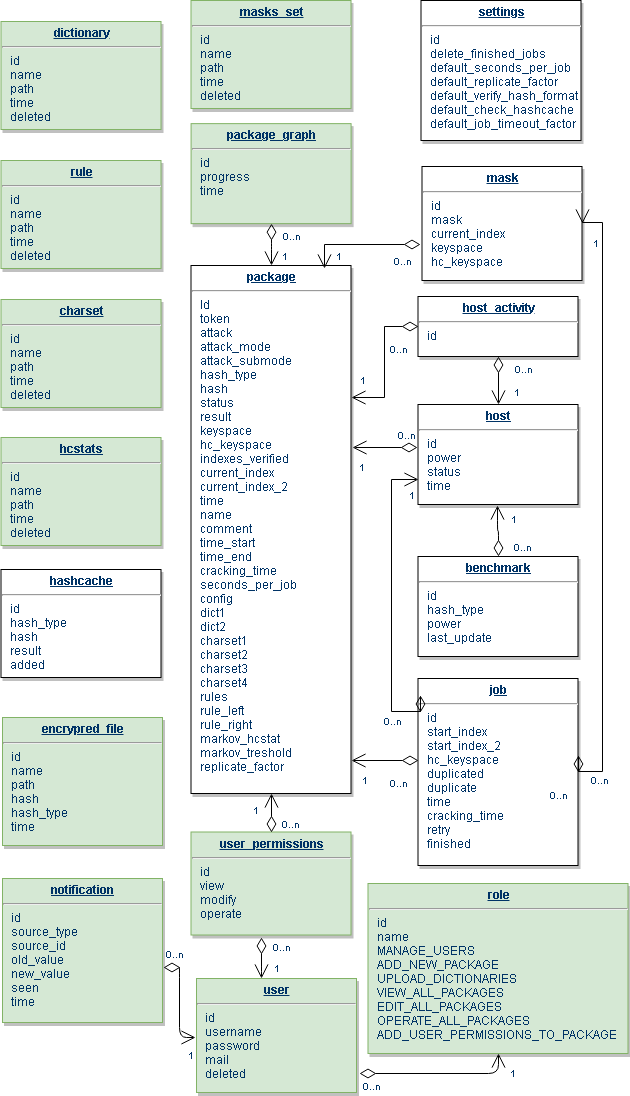 dictionary
id
name
path
time
deleted
rule
id
name
path
time
deleted
charset
id
name
path
time
deleted
hcstats
id
name
path
time
deleted
hashcache
id
hash_type
hash
result
added
encrypred_file
id
name
path
hash
hash_type
time
notification
id
source_type
source_id
old_value
new_value
seen
time
0..n
1
masks_set
id
name
path
time
deleted
package_graph
id
progress
time
0..n
1
package
Id
token
attack
attack_mode
attack_submode
hash_type
hash
status
result
keyspace
hc_keyspace
indexes_verified
current_index
current_index_2
time
name
comment
time_start
time_end
cracking_time
seconds_per_job
config
dict1
dict2
charset1
charset2
charset3
charset4
rules
rule_left
rule_right
markov_hcstat
markov_treshold
replicate_factor
1
0..n
user_permissions
id
view
modify
operate
0..n
1
user
id
username
password
mail
deleted
0..n
1
settings
id
delete_finished_jobs
default_seconds_per_job
default_replicate_factor
default_verify_hash_format
default_check_hashcache
default_job_timeout_factor
mask
id
mask
current_index
keyspace
hc_keyspace
1
0..n
1
host_activity
id
0..n
1
0..n
1
host
id
power
status
time
0..n
1
1
1
0..n
benchmark
id
hash_type
power
last_update
job
id
start_index
start_index_2
hc_keyspace
duplicated
duplicate
time
cracking_time
retry
finished
0..n
0..n
1
0..n
0..n
role
id
name
MANAGE_USERS
ADD_NEW_PACKAGE
UPLOAD_DICTIONARIES
VIEW_ALL_PACKAGES
EDIT_ALL_PACKAGES
OPERATE_ALL_PACKAGES
ADD_USER_PERMISSIONS_TO_PACKAGE